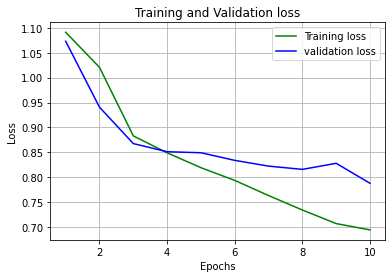 Training and Validation loss
Training loss
validation loss
1.10
1.05
1.00
0.95
0.90
0.85
0.80
0.75
0.70
Loss
2 4 6 8 10
Epochs